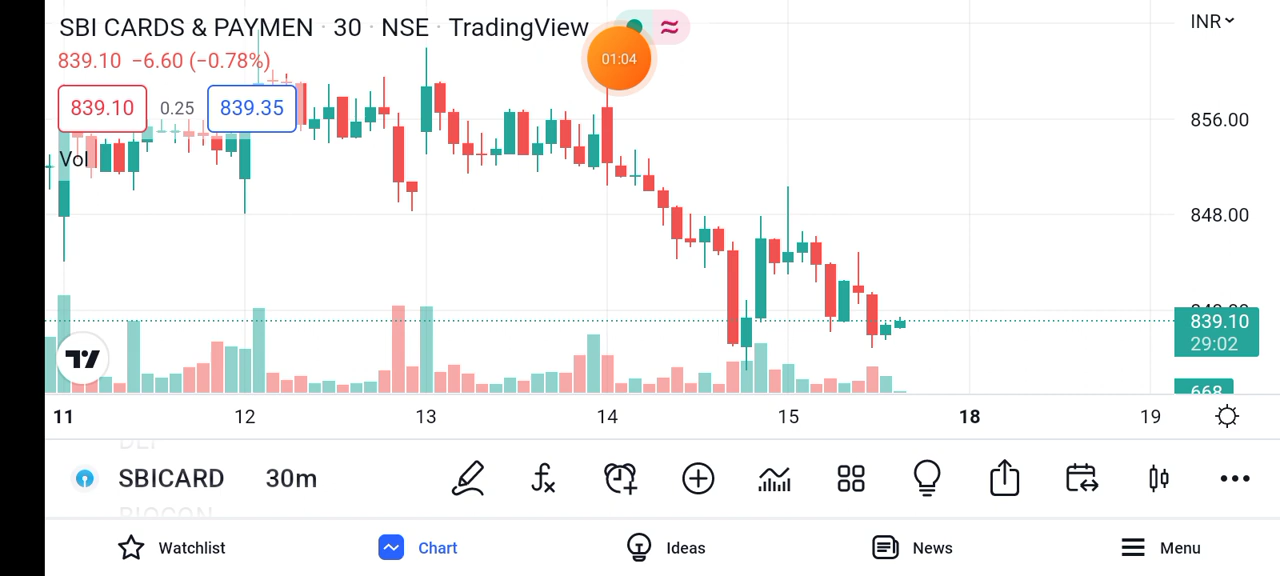 SBI CARDS & PAYMEN · 30 · NSE · TradingView
INR
01:04
839.10 −6.60 (−0.78%)
839.10 0.25 839.35
856.00
Vol
848.00
839.10
29:02
668
11 12 13 14 15 18 19
SBICARD 30m
Watchlist Chart Ideas News Menu